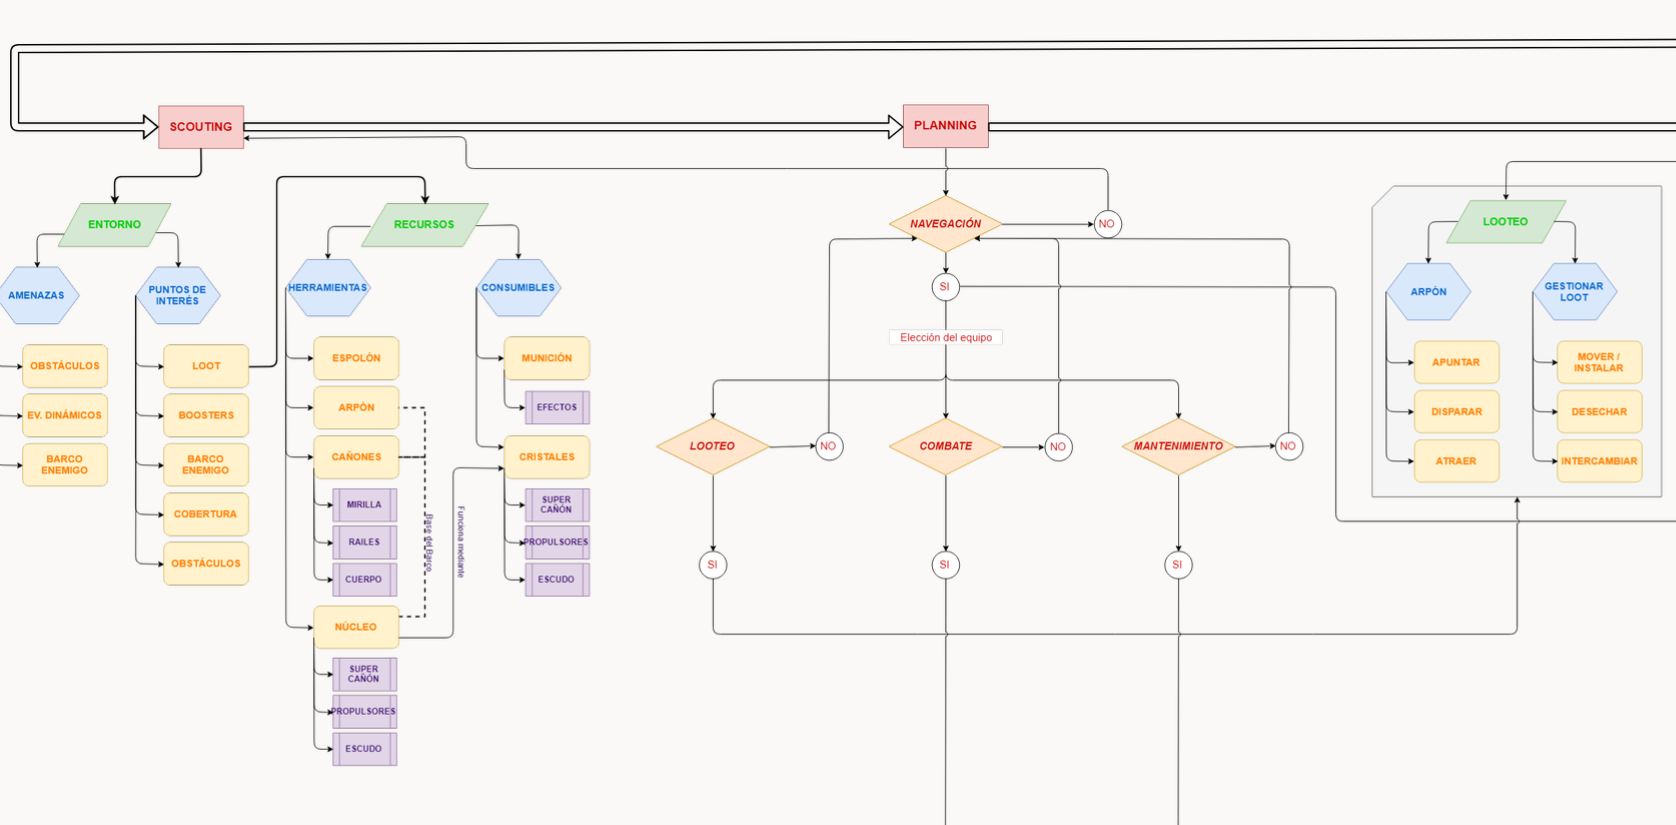 SCOUTING
PLANNING
ENTORNO
AMENAZAS
OBSTÁCULOS
EV. DINÁMICOS
BARCO
ENEMIGO
PUNTOS DE
INTERÉS
LOOT
BOOSTERS
BARCO
ENEMIGO
COBERTURA
OBSTÁCULOS
RECURSOS
HERRAMIENTAS
ESPOLÓN
ARPÓN
CAÑONES
MIRILLA
RAILES
CUERPO
NÚCLEO
SUPER
CAÑÓN
PROPULSORES
ESCUDO
Base del Barco
Funciona mediante
CONSUMIBLES
MUNICIÓN
EFECTOS
CRISTALES
SUPER
CAÑÓN
PROPULSORES
ESCUDO
NAVEGACIÓN
NO
SI
Elección del equipo
LOOTEO
NO
COMBATE
NO
MANTENIMIENTO
NO
SI
SI
SI
LOOTEO
ARPÓN
APUNTAR
DISPARAR
ATRAER
GESTIONAR
LOOT
MOVER /
INSTALAR
DESECHAR
INTERCAMBIAR